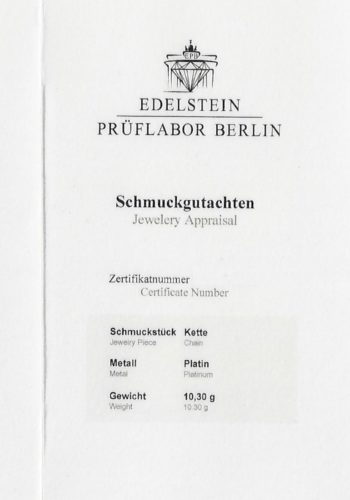 EPB
EDELSTEIN
PRÜFLABOR BERLIN
Schmuckgutachten
Jewelery Appraisal
Zertifikatnummer
Certificate Number
Schmuckstück Kette
Jewelry Piece Chain
Metall Platin
Metal Platinum
Gewicht 10,30 g
Weight 10.30 g